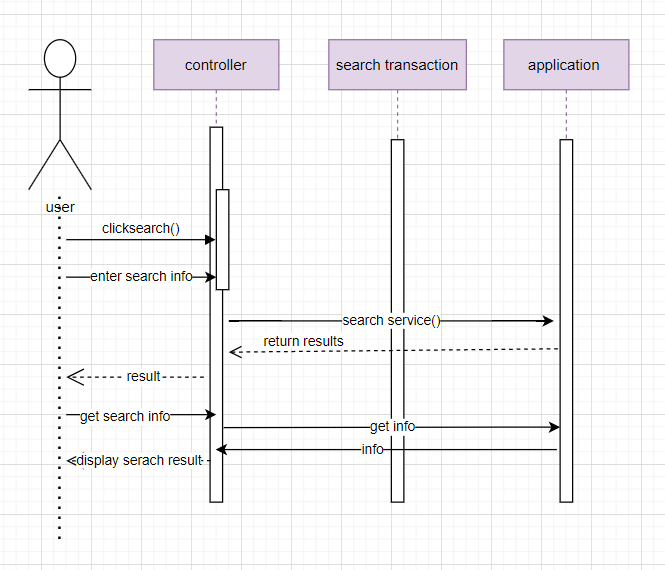 controller
search transaction
application
user
clicksearch()
enter search info
search service()
return results
result
get search info
get info
info
display serach result